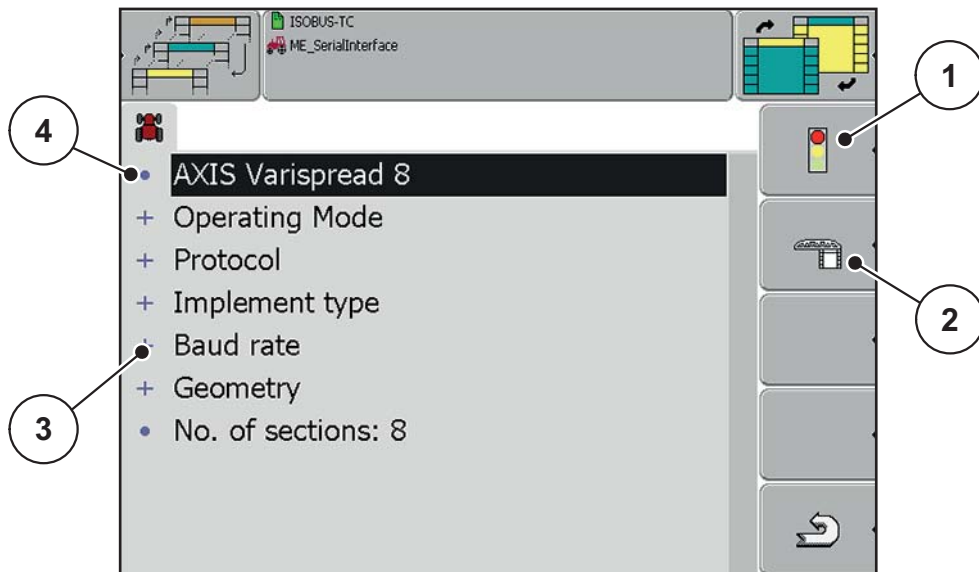 ISOBUS-TC
ME_SerialInterface
1
4
AXIS Varispread 8
Operating Mode
Protocol
Implement type
2
Baud rate
Geometry
3
No. of sections: 8